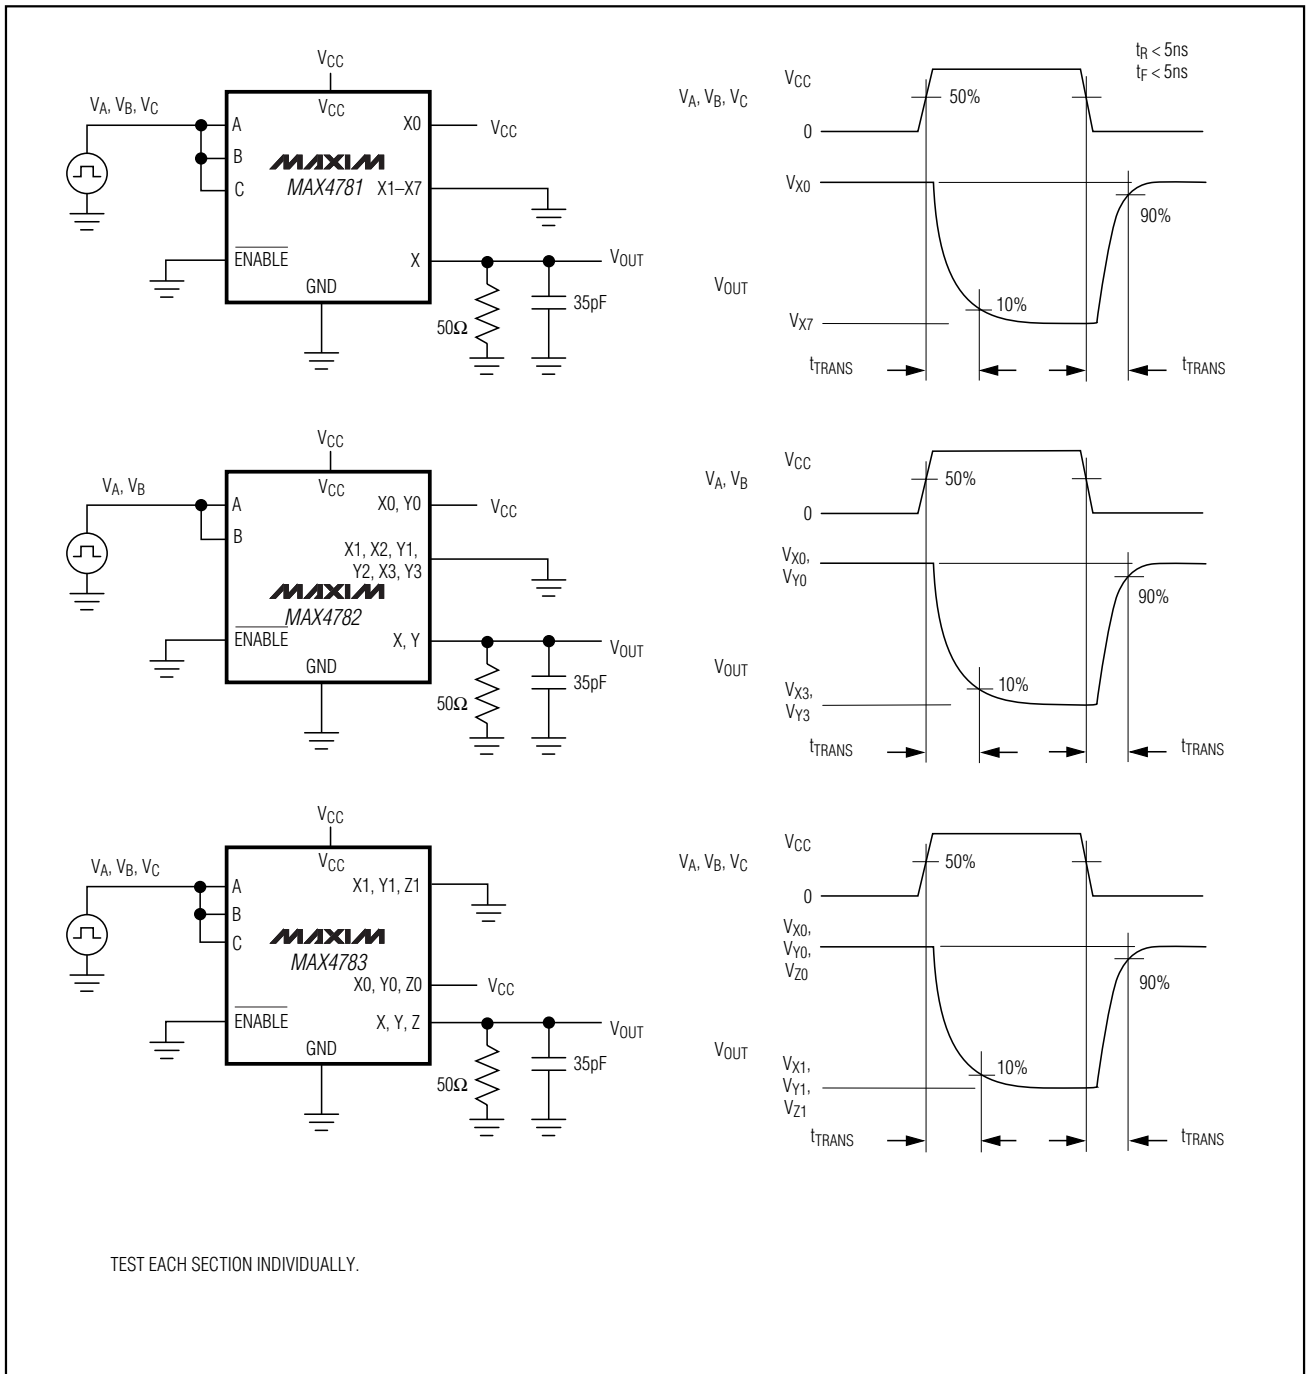 VCC
VCC
VA, VB, VC
A
B
C
X0
VCC
MAXIM
MAX4781
X1–X7
ENABLE
X
VOUT
GND
50Ω
35pF
tR < 5ns
tF < 5ns
VA, VB, VC
VCC
50%
0
VX0
90%
VOUT
10%
VX7
tTRANS
tTRANS
VCC
VCC
VA, VB
A
B
X0, Y0
VCC
X1, X2, Y1,
Y2, X3, Y3
MAXIM
MAX4782
ENABLE
X, Y
VOUT
GND
50Ω
35pF
VA, VB
VCC
50%
0
VX0,
VY0
90%
VOUT
10%
VX3,
VY3
tTRANS
tTRANS
VCC
VCC
VA, VB, VC
A
B
C
X1, Y1, Z1
MAXIM
MAX4783
X0, Y0, Z0
VCC
ENABLE
X, Y, Z
VOUT
GND
50Ω
35pF
VA, VB, VC
VCC
50%
0
VX0,
VY0,
VZ0
90%
VOUT
10%
VX1,
VY1,
VZ1
tTRANS
tTRANS
TEST EACH SECTION INDIVIDUALLY.